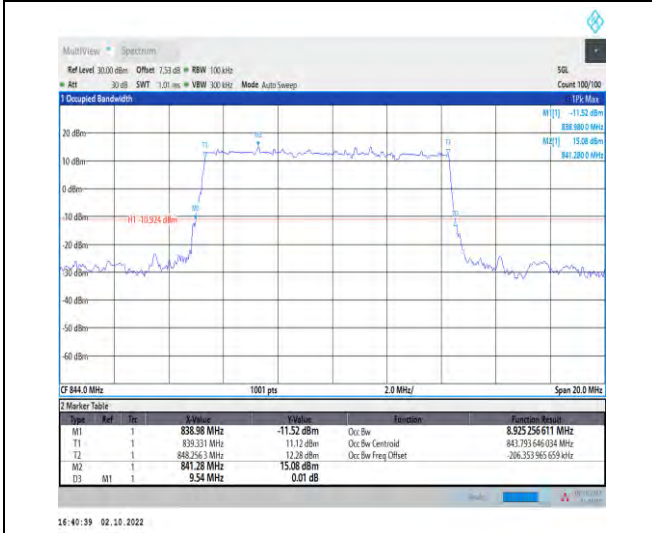 MultiView Spectrum
Ref Level 30.00 dBm Offset 7.53 dB RBW 100 kHz SGL
Att 30 dB SWT 1.01 ms VBW 300 kHz Mode Auto Sweep Count 100/100
1 Occupied Bandwidth 1Pk Max
M1[1] -11.52 dBm
838.980 0 MHz
M2[1] 15.08 dBm
841.280 0 MHz
20 dBm
M2
T1
10 dBm
0 dBm
M1
-10 dBm
H1 -10.924 dBm
-20 dBm
-30 dBm
-40 dBm
-50 dBm
-60 dBm
CF 844.0 MHz 1001 pts 2.0 MHz/ Span 20.0 MHz
2 Marker Table
Type Ref Trc X-Value Y-Value Function Function Result
M1 1 838.98 MHz -11.52 dBm Occ Bw 8.925 256 611 MHz
T1 1 839.331 MHz 11.12 dBm Occ Bw Centroid 843.793 646 034 MHz
T2 1 848.256 3 MHz 12.28 dBm Occ Bw Freq Offset -206.353 965 659 kHz
M2 1 841.28 MHz 15.08 dBm
D3 M1 1 9.54 MHz 0.01 dB
16:40:39 02.10.2022